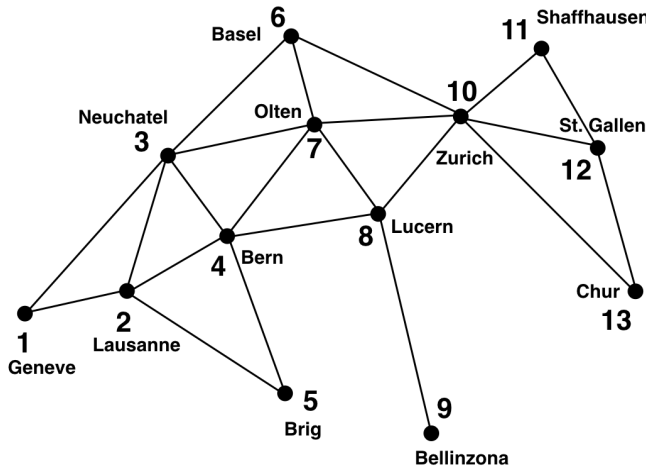 Shaffhausen
11
6
Basel
10
Neuchatel
3
Olten
7
St. Gallen
12
Zurich
8
Lucern
4
Bern
Chur
13
2
Lausanne
1
Geneve
5
Brig
9
Bellinzona